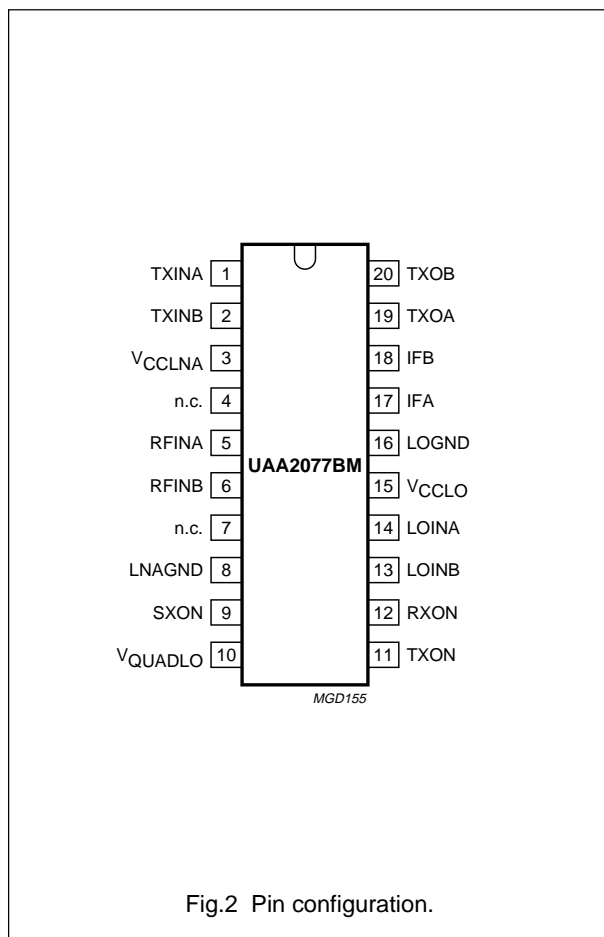 TXINA 1 20 TXOB
TXINB 2 19 TXOA
VCCLNA 3 18 IFB
n.c. 4 17 IFA
RFINA 5 16 LOGND
UAA2077BM
RFINB 6 15 VCCLO
n.c. 7 14 LOINA
LNAGND 8 13 LOINB
SXON 9 12 RXON
VQUADLO 10 11 TXON
MGD155
Fig.2 Pin configuration.